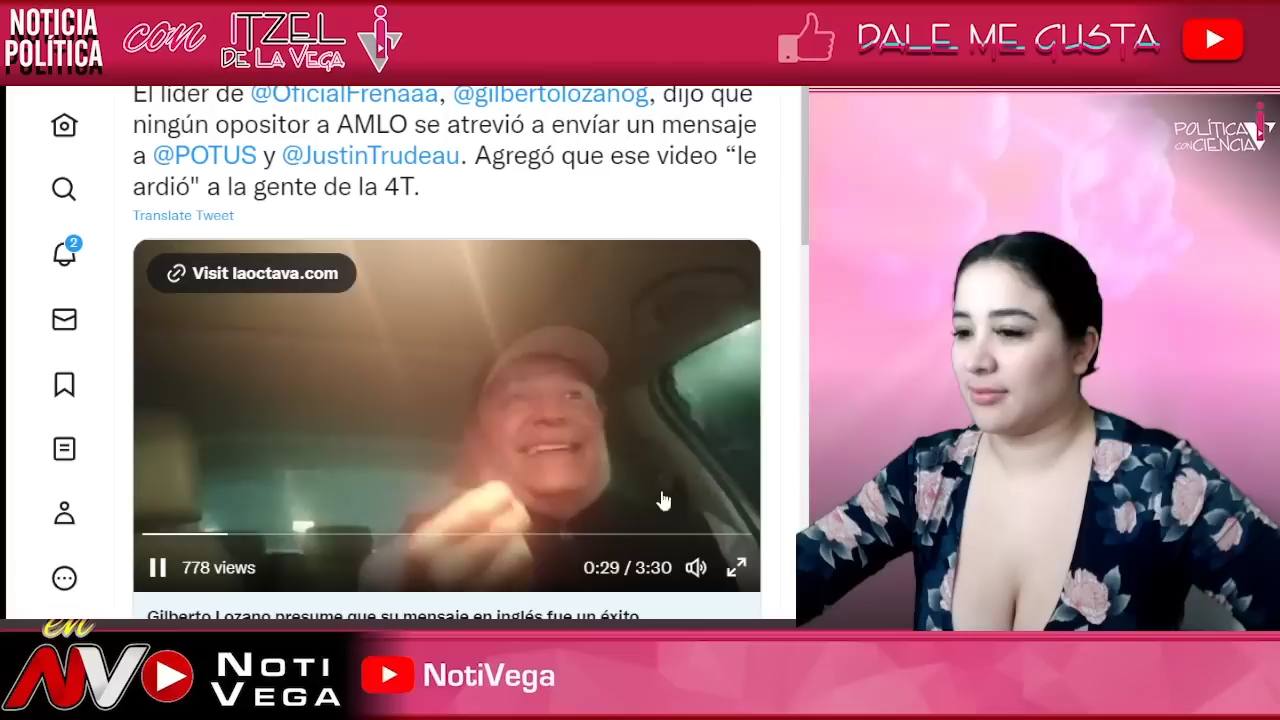 NOTICIA
POLÍTICA
con
ITZEL
DE LA VEGA
DALE ME GUSTA
El líder de @OficialFrenaaa, @gilbertolozanog, dijo que
ningún opositor a AMLO se atrevió a envíar un mensaje
a @POTUS y @JustinTrudeau. Agregó que ese video “le
ardió" a la gente de la 4T.
Translate Tweet
2
Visit laoctava.com
778 views
0:29 / 3:30
Gilberto Lozano presume que su mensaje en inglés fue un éxito
POLÍTICA
CON CIENCIA
en
NV
NOTI
VEGA
NotiVega